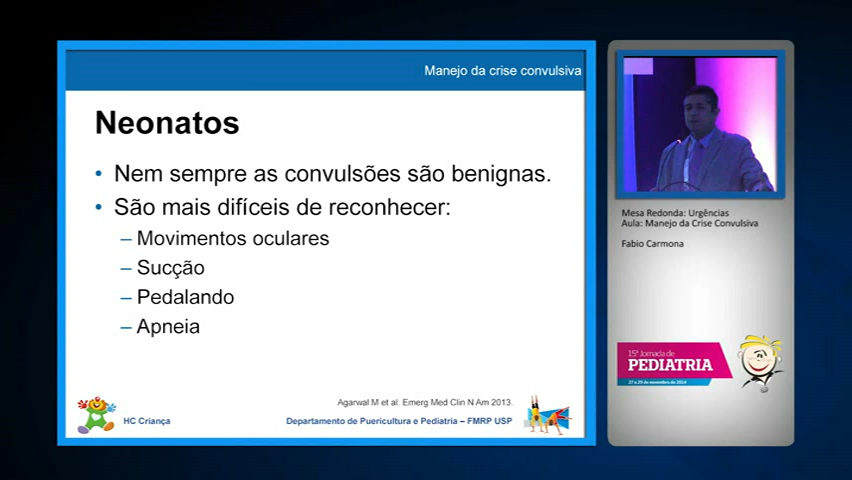 Manejo da crise convulsiva
Neonatos
• Nem sempre as convulsões são benignas.
• São mais difíceis de reconhecer:
– Movimentos oculares
– Sucção
– Pedalando
– Apneia
Agarwal M et al. Emerg Med Clin N Am 2013.
HC Criança
Departamento de Puericultura e Pediatria – FMRP USP
Mesa Redonda: Urgências
Aula: Manejo da Crise Convulsiva
Fabio Carmona
15ª Jornada de
PEDIATRIA
27 a 29 de novembro de 2014